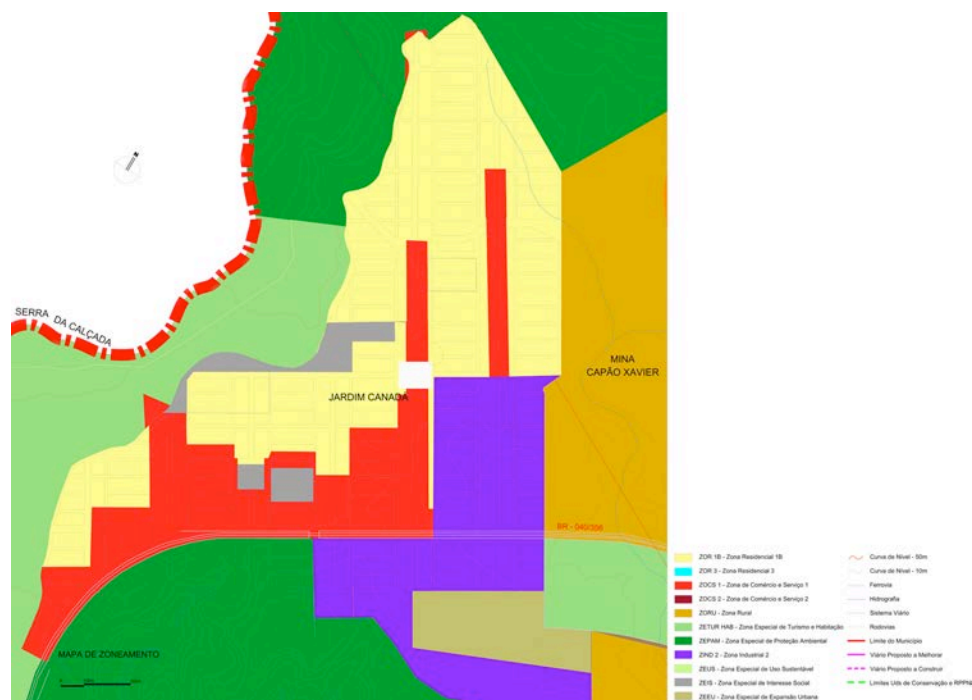 N
SERRA DA CALÇADA
MINA
CAPÃO XAVIER
JARDIM CANADA
BR - 040/356
MAPA DE ZONEAMENTO
ZOR 1B - Zona Residencial 1B
ZOR 3 - Zona Residencial 3
ZOCS 1 - Zona de Comércio e Serviço 1
ZOCS 2 - Zona de Comércio e Serviço 2
ZORU - Zona Rural
ZETUR HAB - Zona Especial de Turismo e Habitação
ZEPAM - Zona Especial de Proteção Ambiental
ZIND 2 - Zona Industrial 2
ZEUS - Zona Especial de Uso Sustentável
ZEIS - Zona Especial de Interesse Social
ZEEU - Zona Especial de Expansão Urbana
Curva de Nível - 50m
Curva de Nível - 10m
Ferrovia
Hidrografia
Sistema Viário
Rodovias
Limite do Município
Viário Proposto a Melhorar
Viário Proposto a Construir
Limites Uds de Conservação e RPPNs